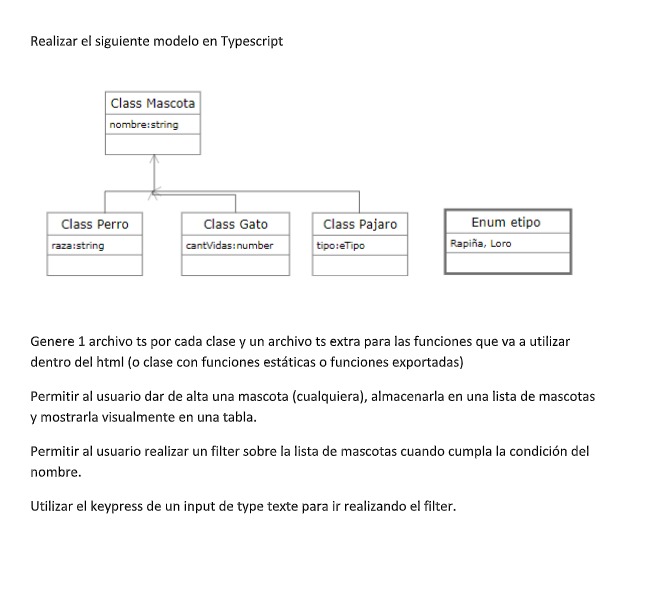 Realizar el siguiente modelo en Typescript
Class Mascota
nombre:string
Class Perro
raza:string
Class Gato
cantVidas:number
Class Pajaro
tipo:eTipo
Enum etipo
Rapiña, Loro
Genere 1 archivo ts por cada clase y un archivo ts extra para las funciones que va a utilizar
dentro del html (o clase con funciones estáticas o funciones exportadas)
Permitir al usuario dar de alta una mascota (cualquiera), almacenarla en una lista de mascotas
y mostrarla visualmente en una tabla.
Permitir al usuario realizar un filter sobre la lista de mascotas cuando cumpla la condición del
nombre.
Utilizar el keypress de un input de type texte para ir realizando el filter.